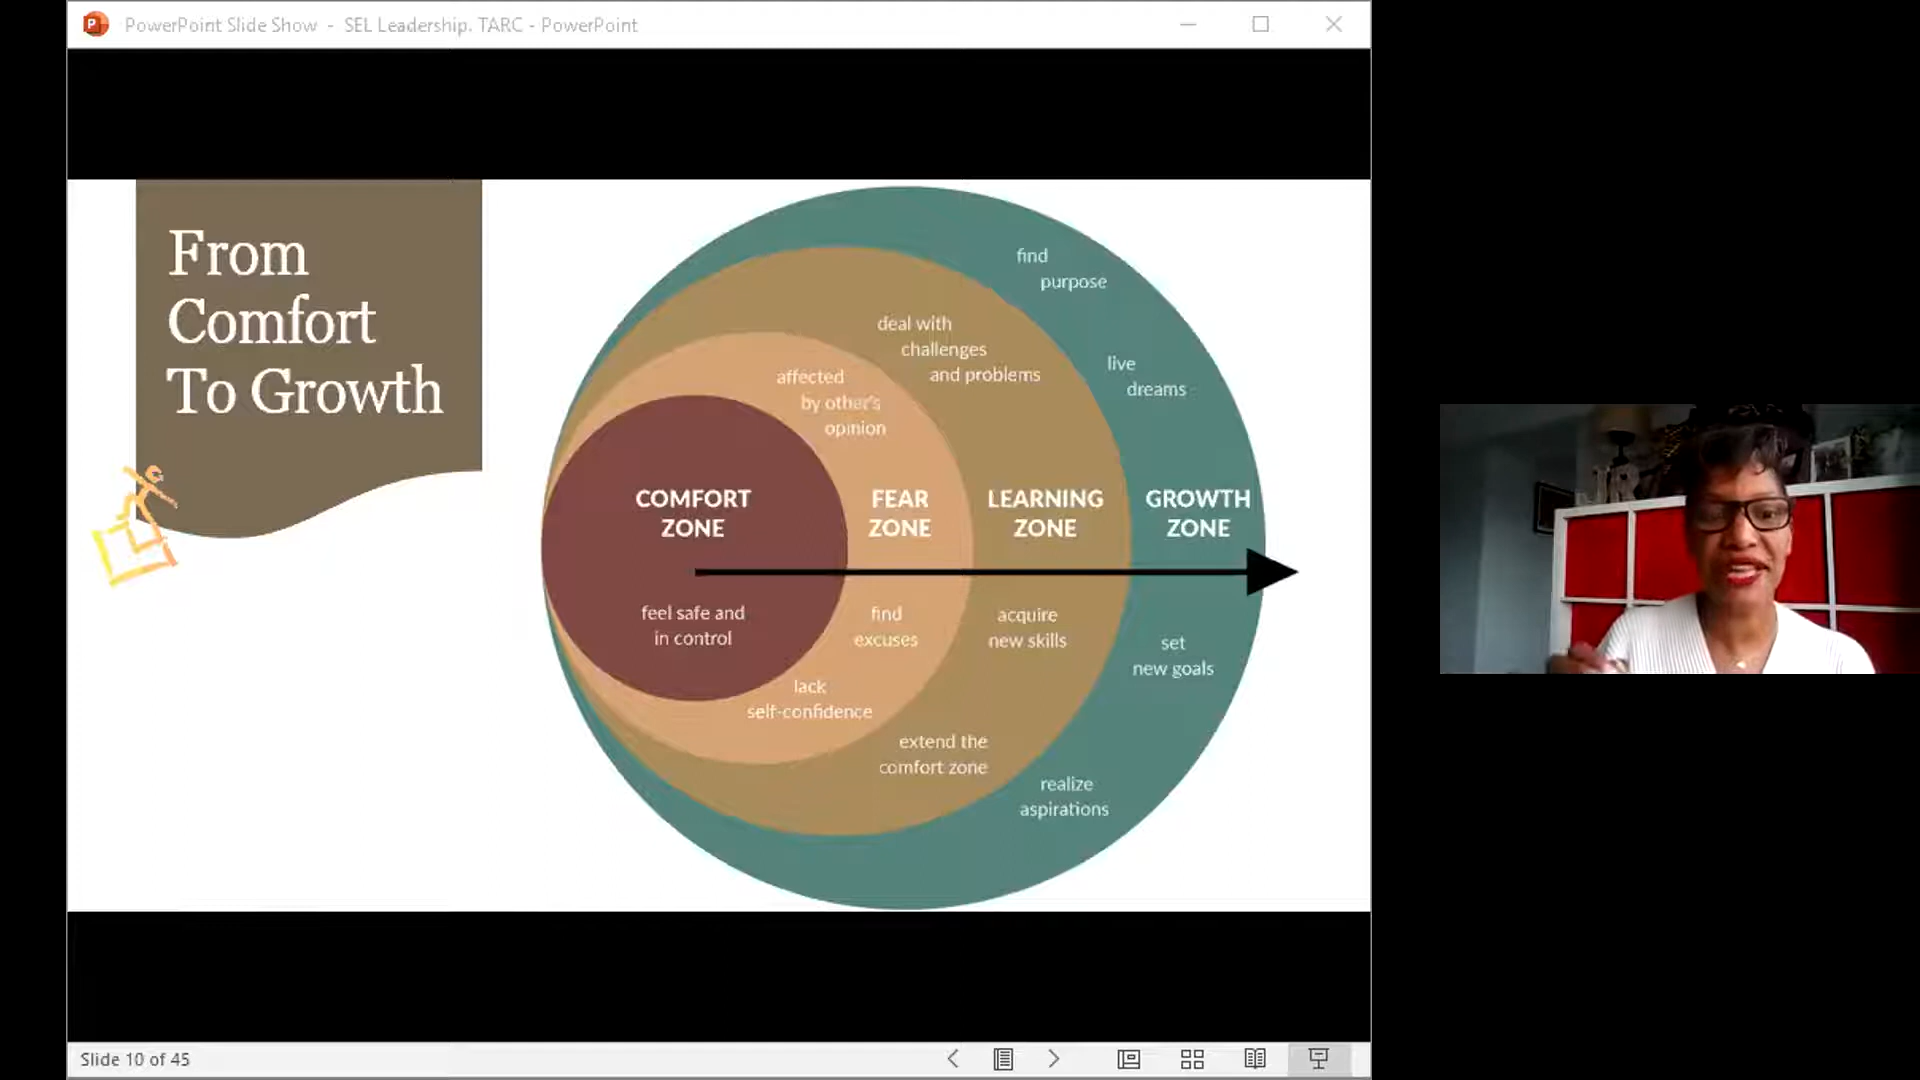 PowerPoint Slide Show - SEL Leadership. TARC - PowerPoint
From
Comfort
To Growth
find
purpose
live
dreams
deal with
challenges
and problems
affected
by other's
opinion
COMFORT
ZONE
FEAR
ZONE
LEARNING
ZONE
GROWTH
ZONE
feel safe and
in control
find
excuses
acquire
new skills
set
new goals
lack
self-confidence
extend the
comfort zone
realize
aspirations
JR
Slide 10 of 45